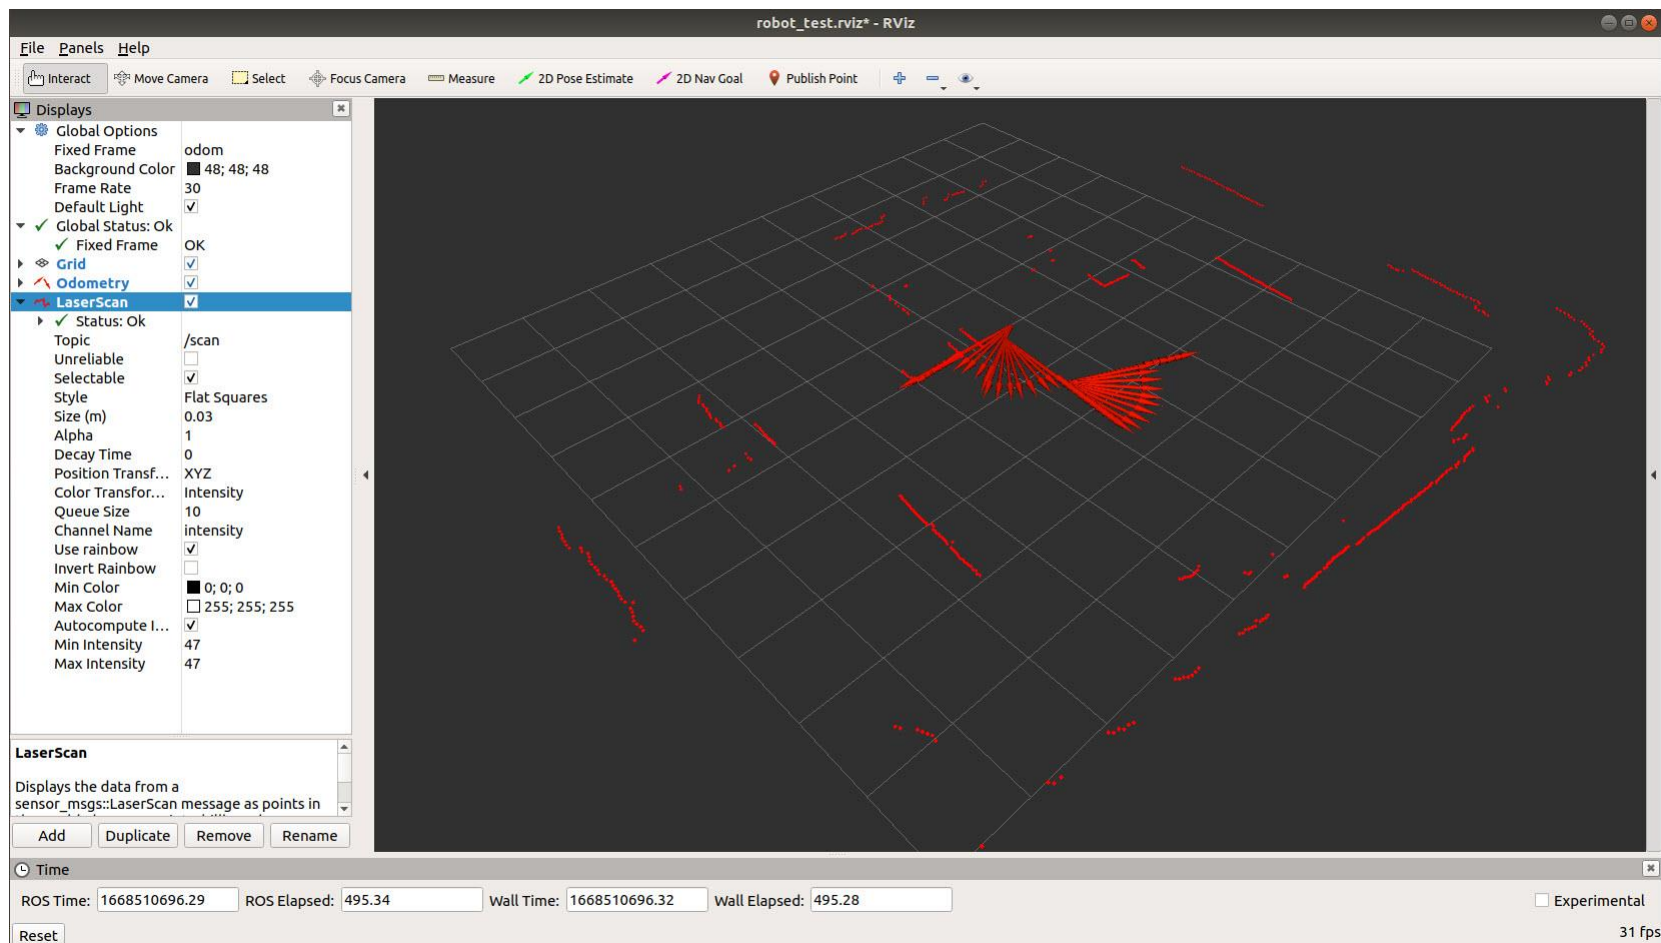 robot_test.rviz* - RViz
File Panels Help
Interact Move Camera Select Focus Camera Measure 2D Pose Estimate 2D Nav Goal Publish Point
Displays
Global Options
Fixed Frame odom
Background Color 48; 48; 48
Frame Rate 30
Default Light
Global Status: Ok
Fixed Frame OK
Grid
Odometry
LaserScan
Status: Ok
Topic /scan
Unreliable
Selectable
Style Flat Squares
Size (m) 0.03
Alpha 1
Decay Time 0
Position Transf... XYZ
Color Transfor... Intensity
Queue Size 10
Channel Name intensity
Use rainbow
Invert Rainbow
Min Color 0; 0; 0
Max Color 255; 255; 255
Autocompute I...
Min Intensity 47
Max Intensity 47
LaserScan
Displays the data from a
sensor_msgs::LaserScan message as points in
Add Duplicate Remove Rename
Time
ROS Time: 1668510696.29 ROS Elapsed: 495.34 Wall Time: 1668510696.32 Wall Elapsed: 495.28 Experimental
Reset 31 fps